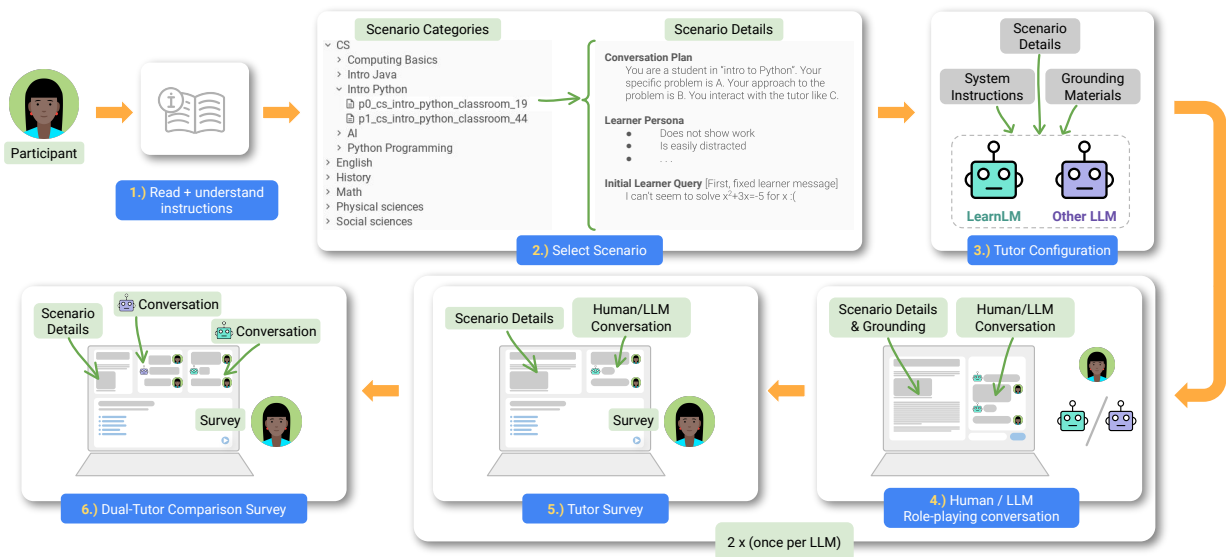 Participant
1.) Read + understand
instructions
Scenario Categories
CS
Computing Basics
Intro Java
Intro Python
p0_cs_intro_python_classroom_19
p1_cs_intro_python_classroom_44
AI
Python Programming
English
History
Math
Physical sciences
Social sciences
Scenario Details
Conversation Plan
You are a student in "intro to Python". Your
specific problem is A. Your approach to the
problem is B. You interact with the tutor like C.
Learner Persona
● Does not show work
● Is easily distracted
● . . .
Initial Learner Query [First, fixed learner message]
I can't seem to solve x²+3x=-5 for x :(
2.) Select Scenario
Scenario
Details
System
Instructions
Grounding
Materials
LearnLM
Other LLM
3.) Tutor Configuration
Scenario Details
& Grounding
Human/LLM
Conversation
4.) Human / LLM
Role-playing conversation
Scenario Details
Human/LLM
Conversation
Survey
5.) Tutor Survey
2 x (once per LLM)
Scenario
Details
Conversation
Conversation
Survey
6.) Dual-Tutor Comparison Survey